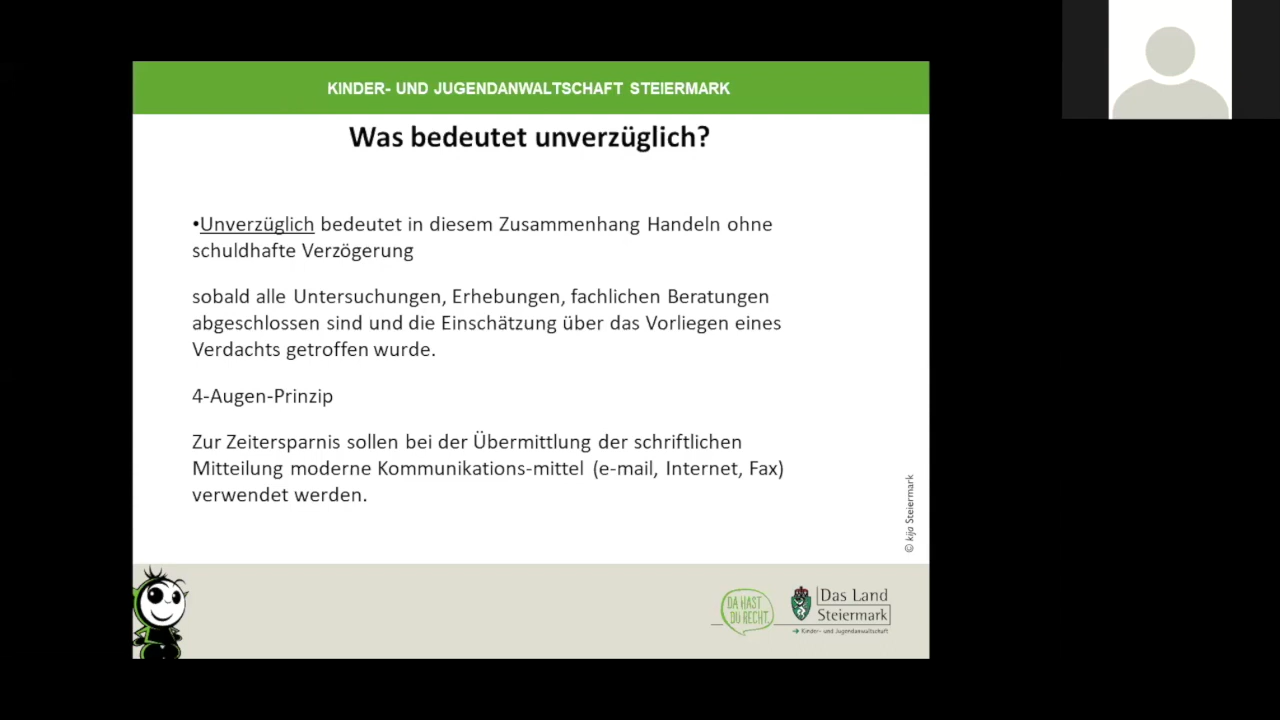 KINDER- UND JUGENDANWALTSCHAFT STEIERMARK
Was bedeutet unverzüglich?
•Unverzüglich bedeutet in diesem Zusammenhang Handeln ohne
schuldhafte Verzögerung
sobald alle Untersuchungen, Erhebungen, fachlichen Beratungen
abgeschlossen sind und die Einschätzung über das Vorliegen eines
Verdachts getroffen wurde.
4-Augen-Prinzip
Zur Zeitersparnis sollen bei der Übermittlung der schriftlichen
Mitteilung moderne Kommunikations-mittel (e-mail, Internet, Fax)
verwendet werden.
© kija Steiermark
DA HAST
DU RECHT
Das Land
Steiermark
➔ Kinder- und Jugendanwaltschaft